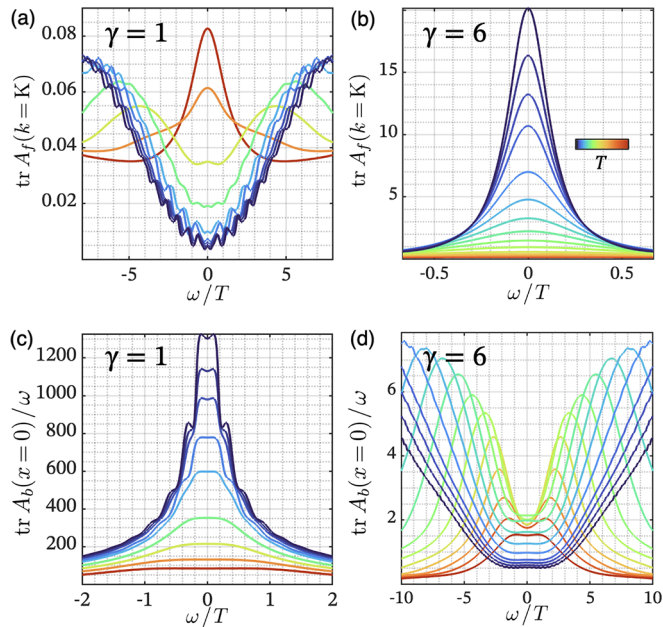 (a)
γ = 1
tr A_f(k = K)
0.08
0.06
0.04
0.02
-5
0
5
ω/T
(b)
γ = 6
tr A_f(k = K)
15
10
5
T
-0.5
0
0.5
ω/T
(c)
γ = 1
tr A_b(x = 0)/ω
1200
1000
800
600
400
200
-2
-1
0
1
2
ω/T
(d)
γ = 6
tr A_b(x = 0)/ω
6
4
2
-10
-5
0
5
10
ω/T